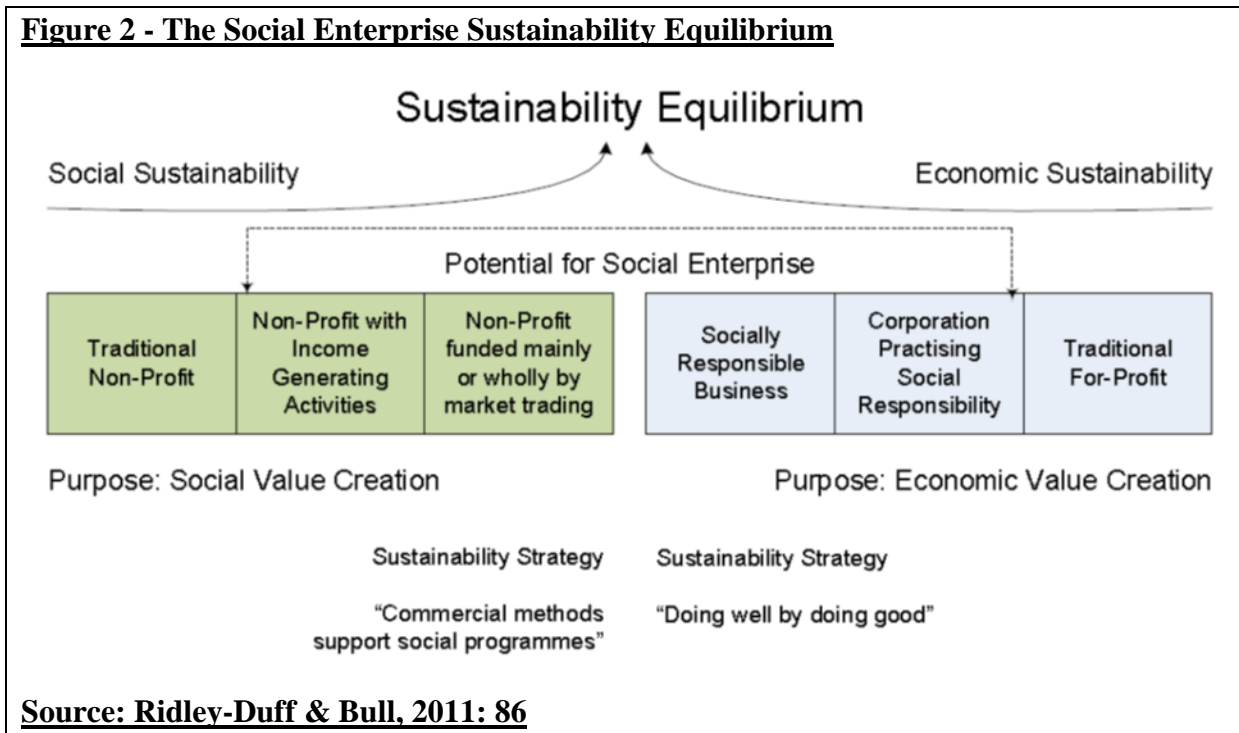 Figure 2 - The Social Enterprise Sustainability Equilibrium
Sustainability Equilibrium
Social Sustainability
Economic Sustainability
Potential for Social Enterprise
Traditional
Non-Profit
Non-Profit with
Income
Generating
Activities
Non-Profit
funded mainly
or wholly by
market trading
Socially
Responsible
Business
Corporation
Practising
Social
Responsibility
Traditional
For-Profit
Purpose: Social Value Creation
Purpose: Economic Value Creation
Sustainability Strategy
“Commercial methods
support social programmes”
Sustainability Strategy
“Doing well by doing good”
Source: Ridley-Duff & Bull, 2011: 86